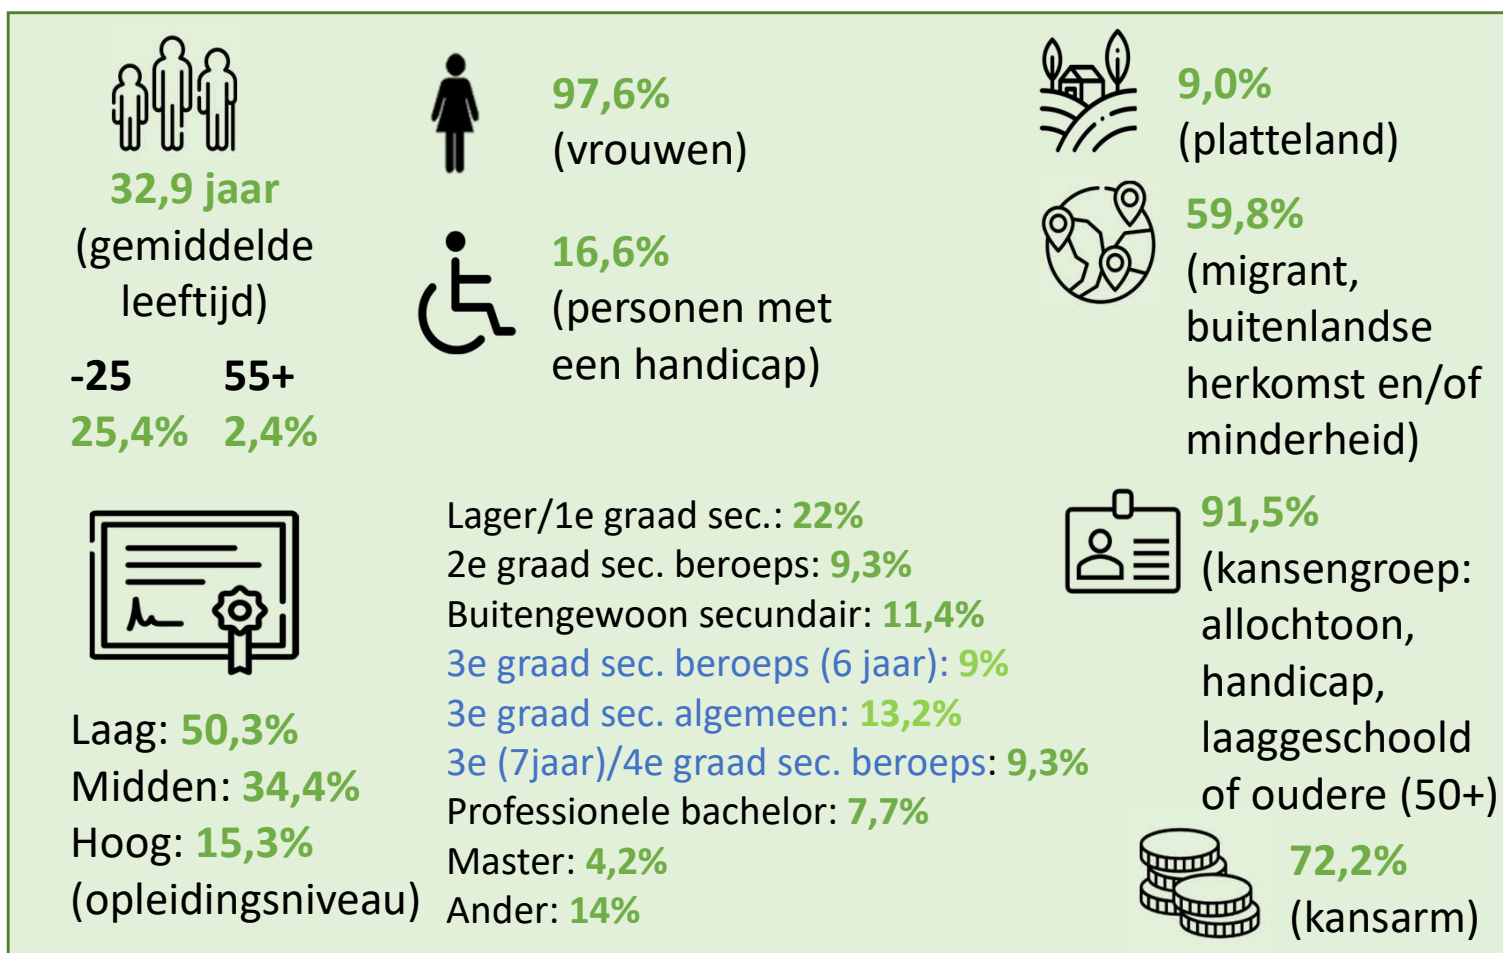 32,9 jaar
(gemiddelde
leeftijd)
-25 55+
25,4% 2,4%
97,6%
(vrouwen)
16,6%
(personen met
een handicap)
9,0%
(platteland)
59,8%
(migrant,
buitenlandse
herkomst en/of
minderheid)
Laag: 50,3%
Midden: 34,4%
Hoog: 15,3%
(opleidingsniveau)
Lager/1e graad sec.: 22%
2e graad sec. beroeps: 9,3%
Buitengewoon secundair: 11,4%
3e graad sec. beroeps (6 jaar): 9%
3e graad sec. algemeen: 13,2%
3e (7jaar)/4e graad sec. beroeps: 9,3%
Professionele bachelor: 7,7%
Master: 4,2%
Ander: 14%
91,5%
(kansengroep:
allochtoon,
handicap,
laaggeschoold
of oudere (50+)
72,2%
(kansarm)